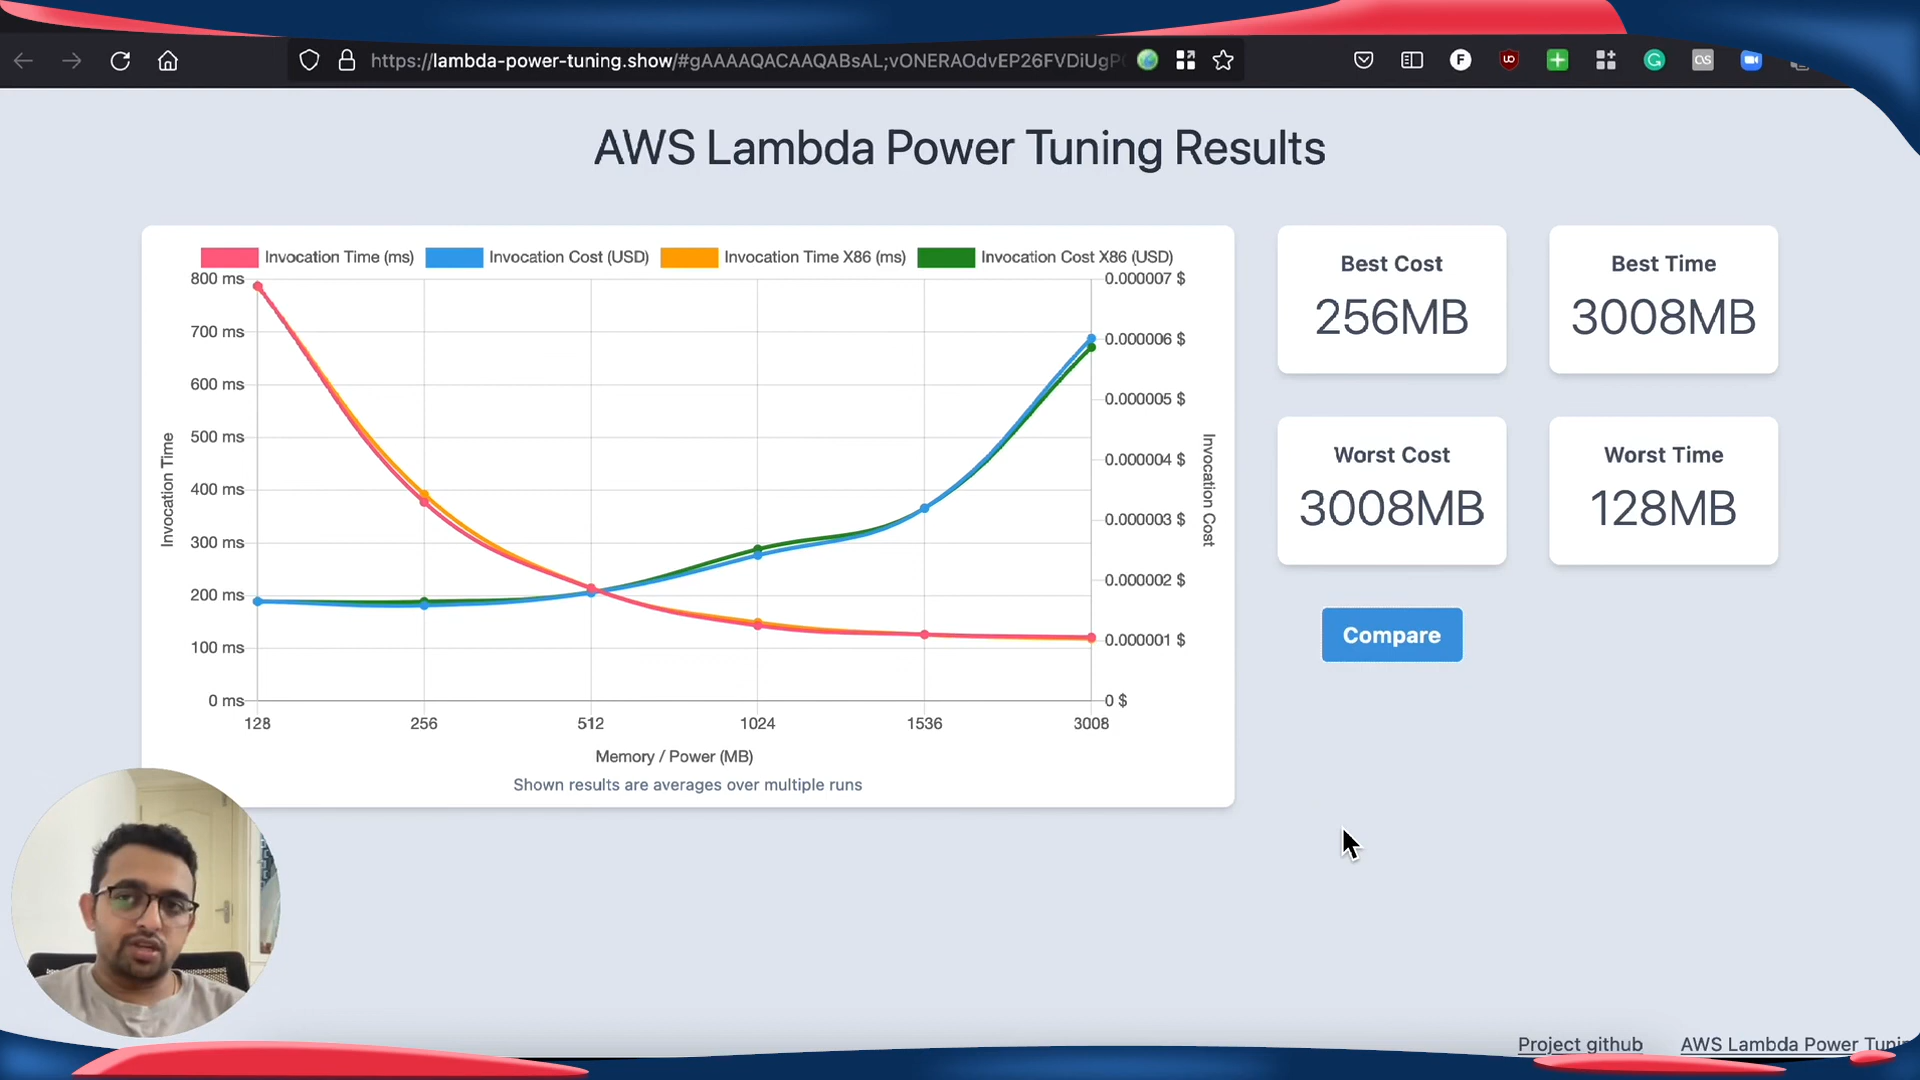 https://lambda-power-tuning.show/#gAAAAQACAAQABsAL;vONERAOdvEP26FVDiUgP
AWS Lambda Power Tuning Results
Invocation Time (ms) Invocation Cost (USD) Invocation Time X86 (ms) Invocation Cost X86 (USD)
800 ms
700 ms
600 ms
500 ms
400 ms
300 ms
200 ms
100 ms
0 ms
Invocation Time
0.000007 $
0.000006 $
0.000005 $
0.000004 $
0.000003 $
0.000002 $
0.000001 $
0 $
Invocation Cost
128 256 512 1024 1536 3008
Memory / Power (MB)
Shown results are averages over multiple runs
Best Cost
256MB
Best Time
3008MB
Worst Cost
3008MB
Worst Time
128MB
Compare
Project github AWS Lambda Power Tuni